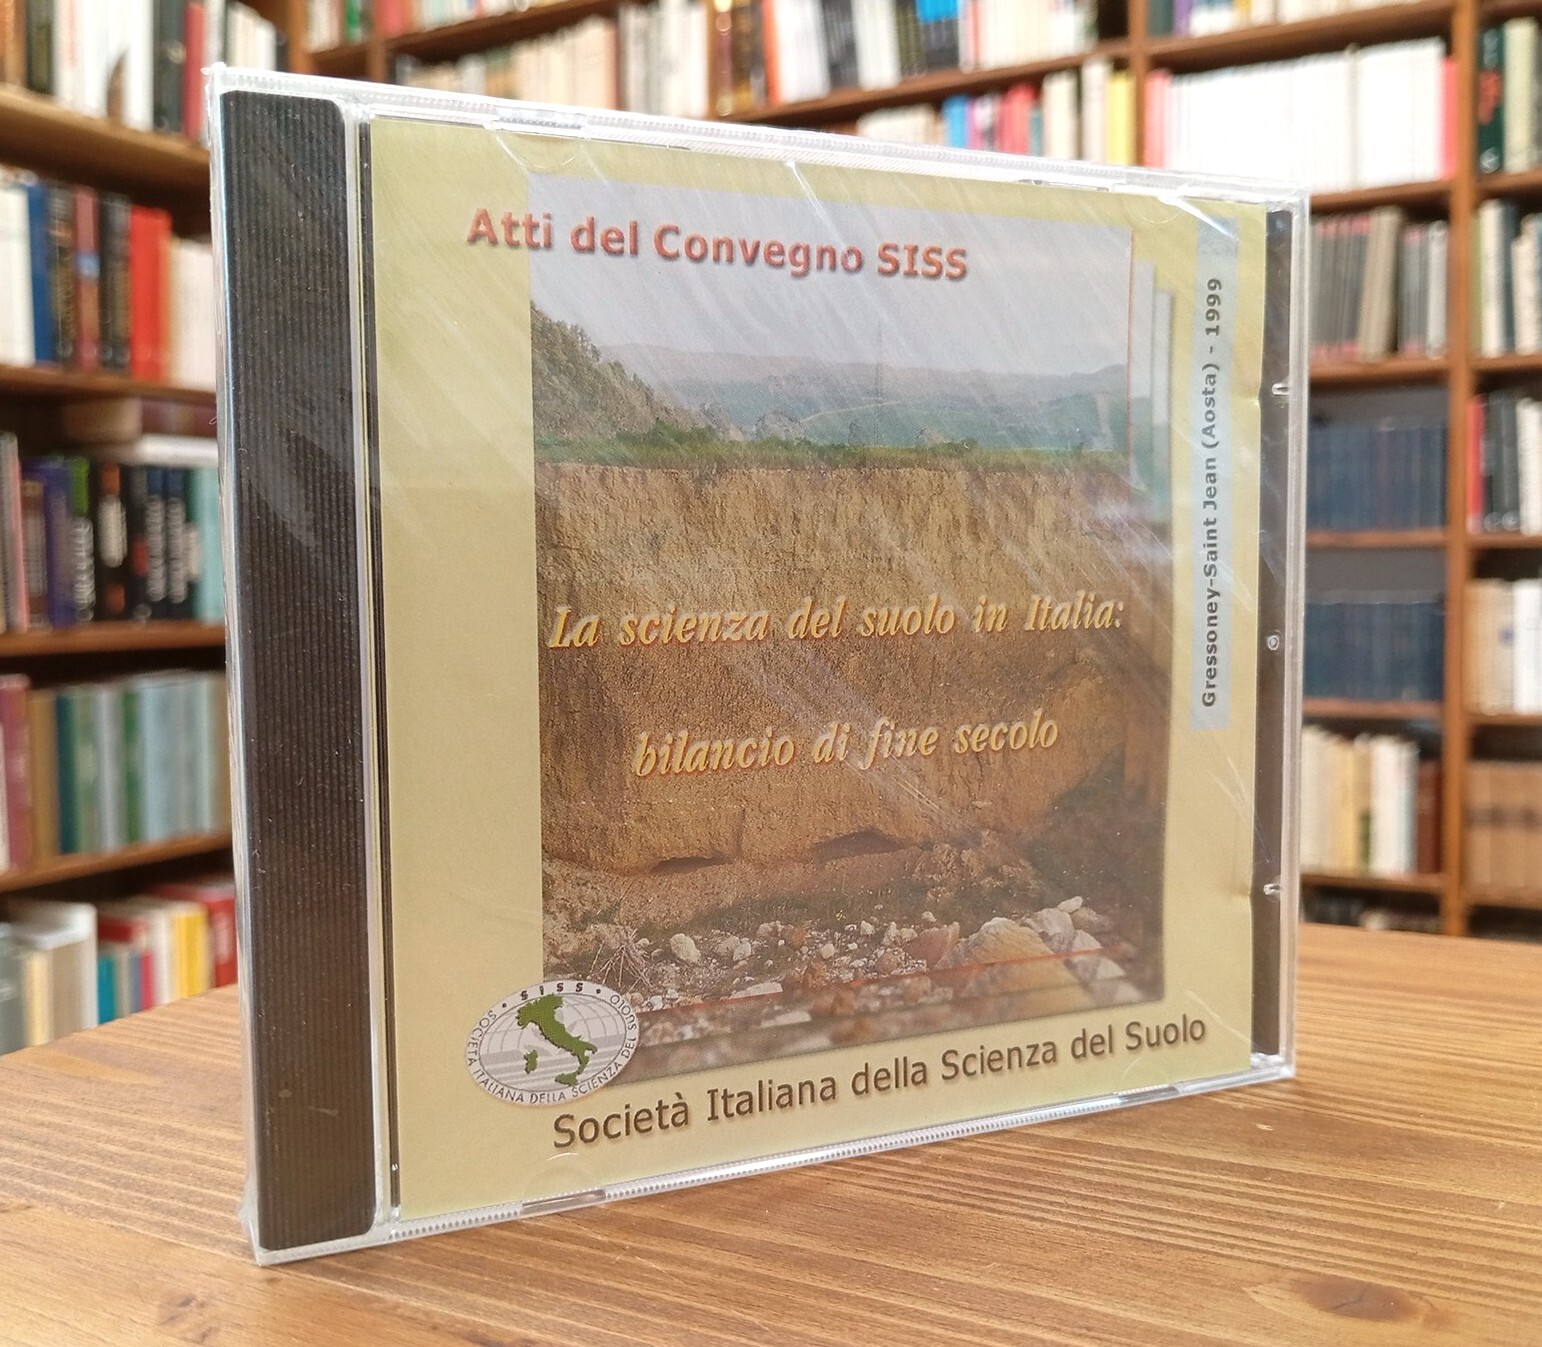 Atti del Convegno SISS
Gressoney-Saint Jean (Aosta) - 1999
La scienza del suolo in Italia:
bilancio di fine secolo
• SISS •
SOCIETÀ ITALIANA DELLA SCIENZA DEL SUOLO
Società Italiana della Scienza del Suolo